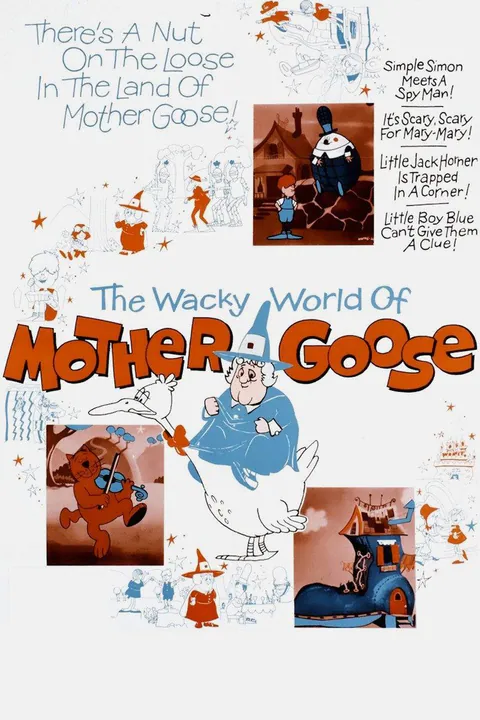 There's A Nut
On The Loose
In The Land Of
Mother Goose!
Simple Simon
Meets A
Spy Man!
It's Scary, Scary
For Mary-Mary!
Little Jack Horner
Is Trapped
In A Corner!
Little Boy Blue
Can't Give Them
A Clue!
The Wacky World Of
MOTHER GOOSE